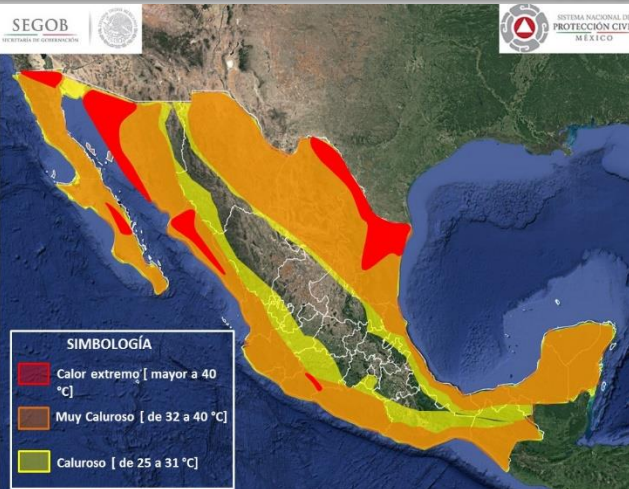 SEGOB
SECRETARÍA DE GOBERNACIÓN
SISTEMA NACIONAL DE
PROTECCIÓN CIVIL
MÉXICO
SIMBOLOGÍA
Calor extremo [ mayor a 40
°C]
Muy Caluroso [ de 32 a 40 °C]
Caluroso [ de 25 a 31 °C]